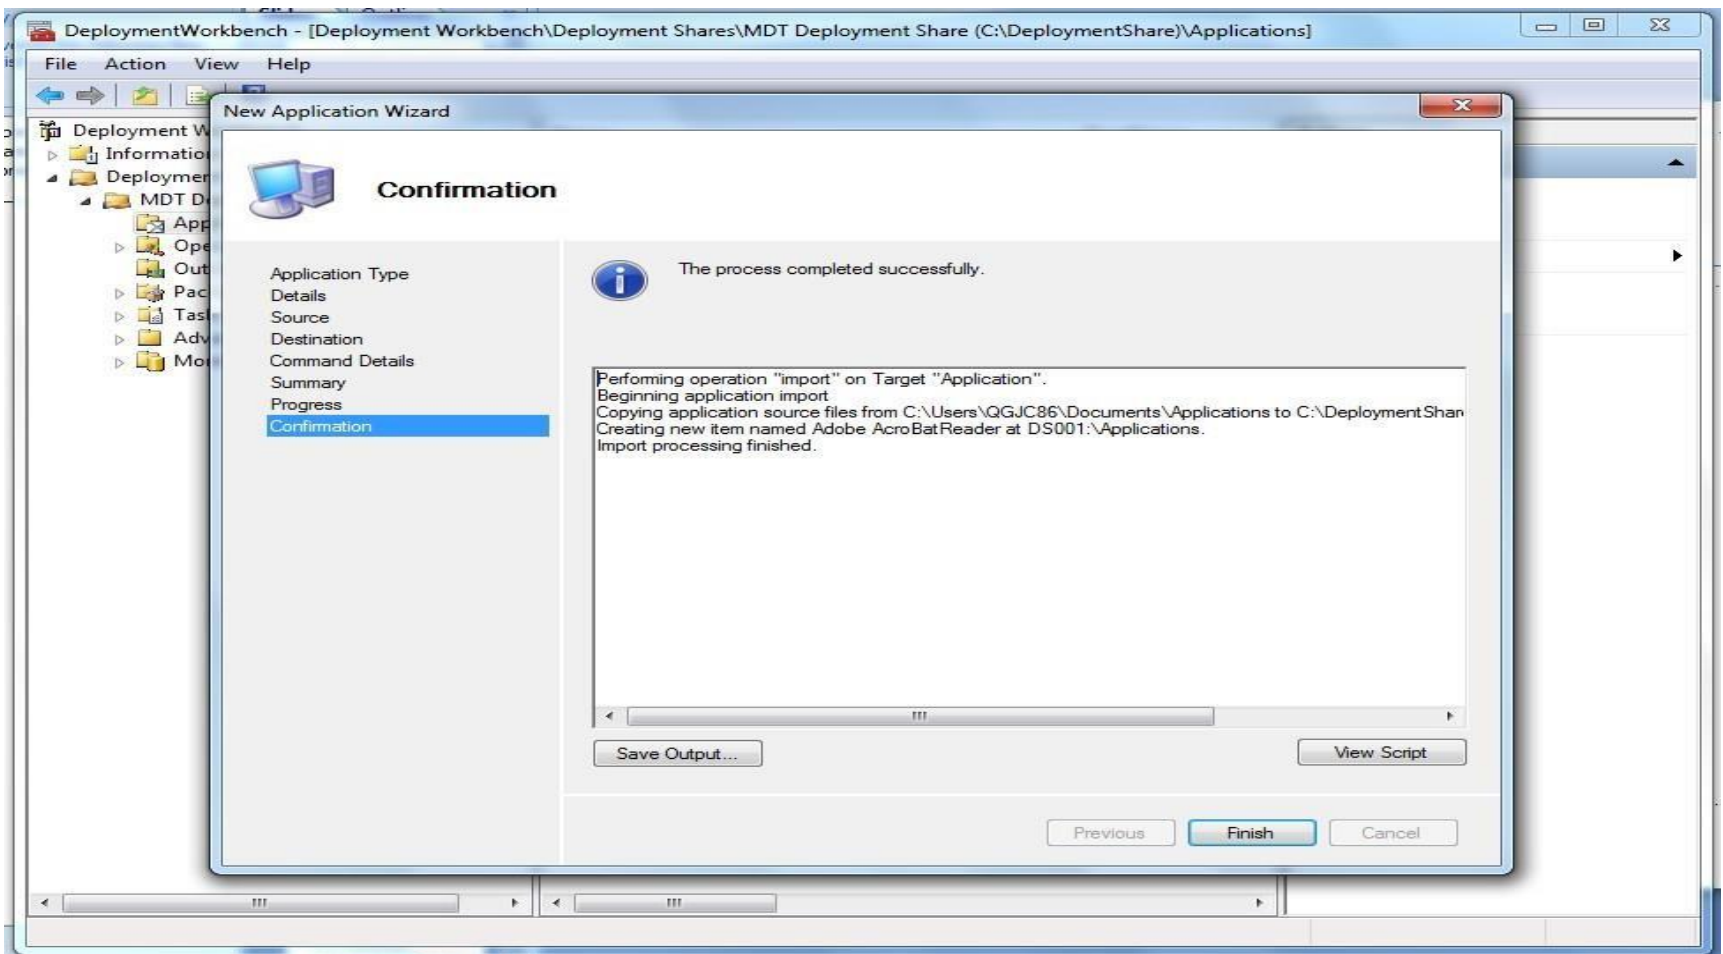 DeploymentWorkbench - [Deployment Workbench\Deployment Shares\MDT Deployment Share (C:\DeploymentShare)\Applications]
File Action View Help
New Application Wizard
Deployment W
Informatio
Deploymer
MDT D
App
Ope
Out
Pac
Tas
Adv
Mor
Confirmation
Application Type
Details
Source
Destination
Command Details
Summary
Progress
Confirmation
The process completed successfully.
Performing operation "import" on Target "Application".
Beginning application import
Copying application source files from C:\Users\QGJC86\Documents\Applications to C:\DeploymentShar
Creating new item named Adobe AcroBatReader at DS001:\Applications.
Import processing finished.
Save Output...
View Script
Previous
Finish
Cancel